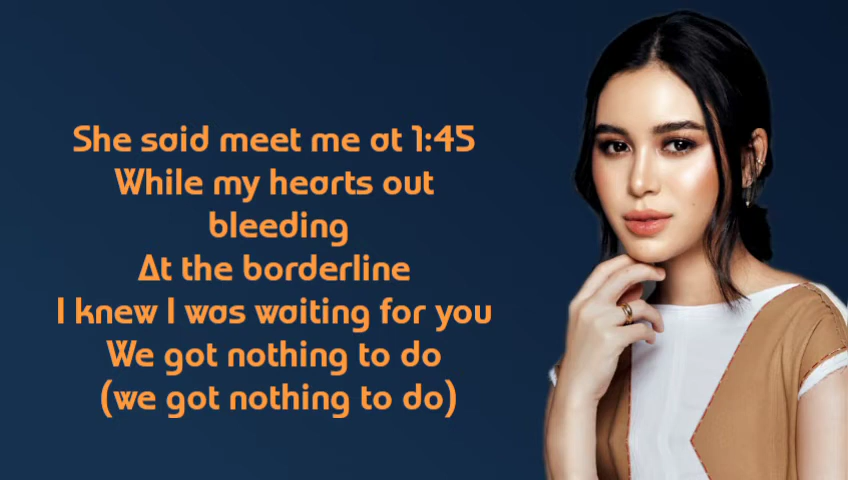 She said meet me at 1:45
While my hearts out
bleeding
At the borderline
I knew I was waiting for you
We got nothing to do
(we got nothing to do)